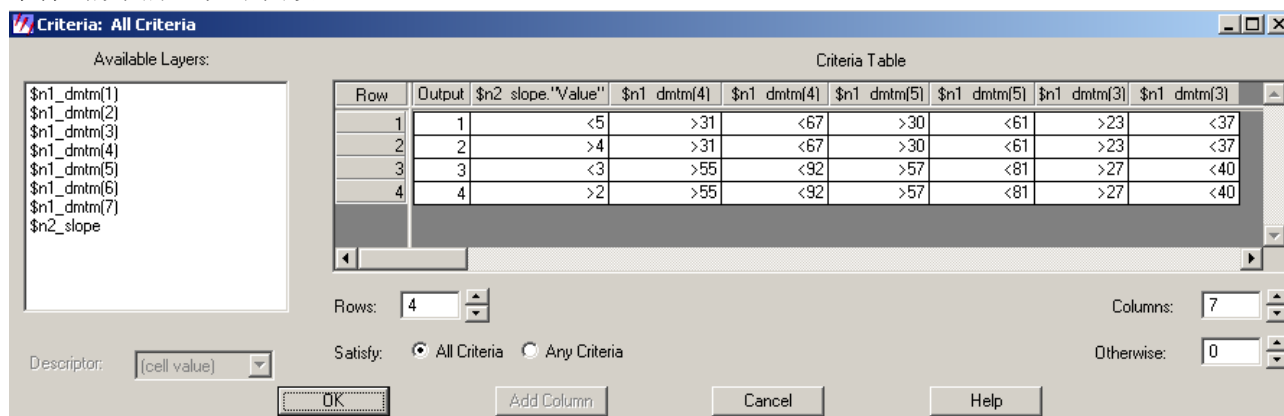 Criteria: All Criteria
Available Layers:
Criteria Table
$n1_dmtm(1)
$n1_dmtm(2)
$n1_dmtm(3)
$n1_dmtm(4)
$n1_dmtm(5)
$n1_dmtm(6)
$n1_dmtm(7)
$n2_slope
Row Output $n2_slope."Value" $n1_dmtm(4) $n1_dmtm(4) $n1_dmtm(5) $n1_dmtm(5) $n1_dmtm(3) $n1_dmtm(3)
1 1 <5 >31 <67 >30 <61 >23 <37
2 2 >4 >31 <67 >30 <61 >23 <37
3 3 <3 >55 <92 >57 <81 >27 <40
4 4 >2 >55 <92 >57 <81 >27 <40
Rows: 4
Columns: 7
Descriptor: (cell value)
Satisfy: All Criteria Any Criteria
Otherwise: 0
OK Add Column Cancel Help